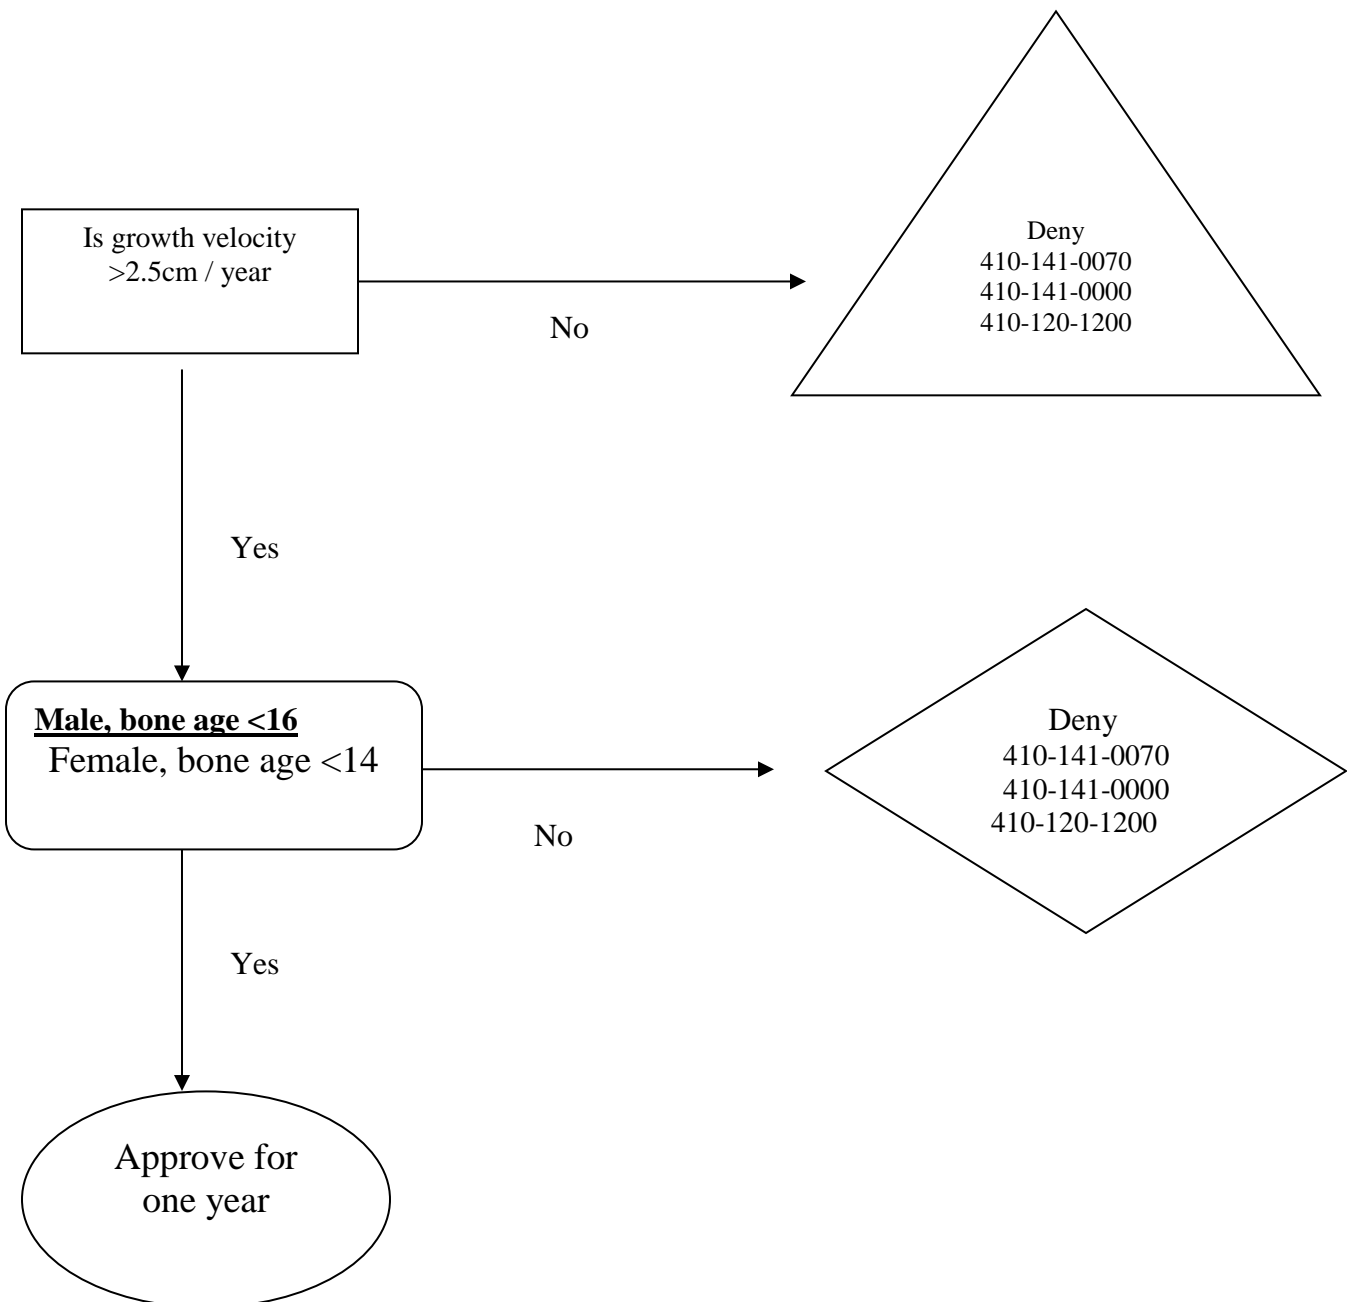 Is growth velocity
>2.5cm / year
Deny
410-141-0070
410-141-0000
410-120-1200
No
Yes
Male, bone age <16
Female, bone age <14
Deny
410-141-0070
410-141-0000
410-120-1200
No
Yes
Approve for
one year